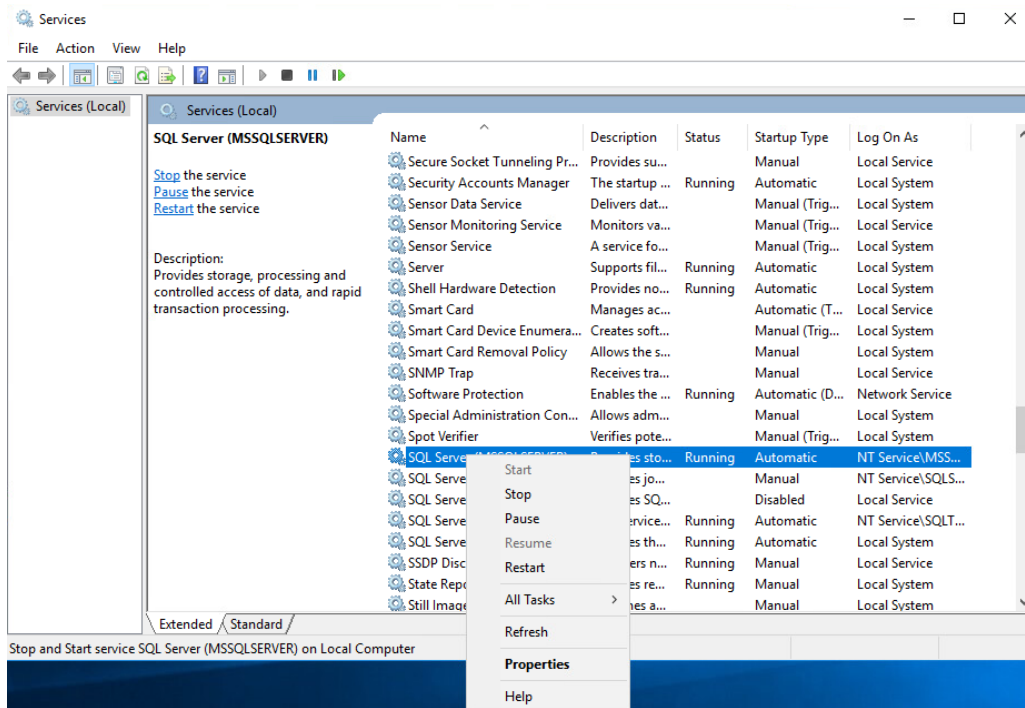 Services
File Action View Help
Services (Local)
Services (Local)
SQL Server (MSSQLSERVER)
Stop the service
Pause the service
Restart the service
Description:
Provides storage, processing and
controlled access of data, and rapid
transaction processing.
Name Description Status Startup Type Log On As
Secure Socket Tunneling Pr... Provides su... Manual Local Service
Security Accounts Manager The startup ... Running Automatic Local System
Sensor Data Service Delivers dat... Manual (Trig... Local System
Sensor Monitoring Service Monitors va... Manual (Trig... Local Service
Sensor Service A service fo... Manual (Trig... Local System
Server Supports fil... Running Automatic Local System
Shell Hardware Detection Provides no... Running Automatic Local System
Smart Card Manages ac... Automatic (T... Local Service
Smart Card Device Enumera... Creates soft... Manual (Trig... Local System
Smart Card Removal Policy Allows the s... Manual Local System
SNMP Trap Receives tra... Manual Local Service
Software Protection Enables the ... Running Automatic (D... Network Service
Special Administration Con... Allows adm... Manual Local System
Spot Verifier Verifies pote... Manual (Trig... Local System
SQL Server (MSSQLSERVER) Provides sto... Running Automatic NT Service\MSS...
SQL Serve es jo... Manual NT Service\SQLS...
SQL Serve es SQ... Disabled Local Service
SQL Serve ervice... Running Automatic NT Service\SQLT...
SQL Serve es th... Running Automatic Local System
SSDP Disc ers n... Running Manual Local Service
State Repo es re... Running Manual Local System
Still Image nes a... Manual Local System
Start
Stop
Pause
Resume
Restart
All Tasks
Refresh
Properties
Help
Extended Standard
Stop and Start service SQL Server (MSSQLSERVER) on Local Computer